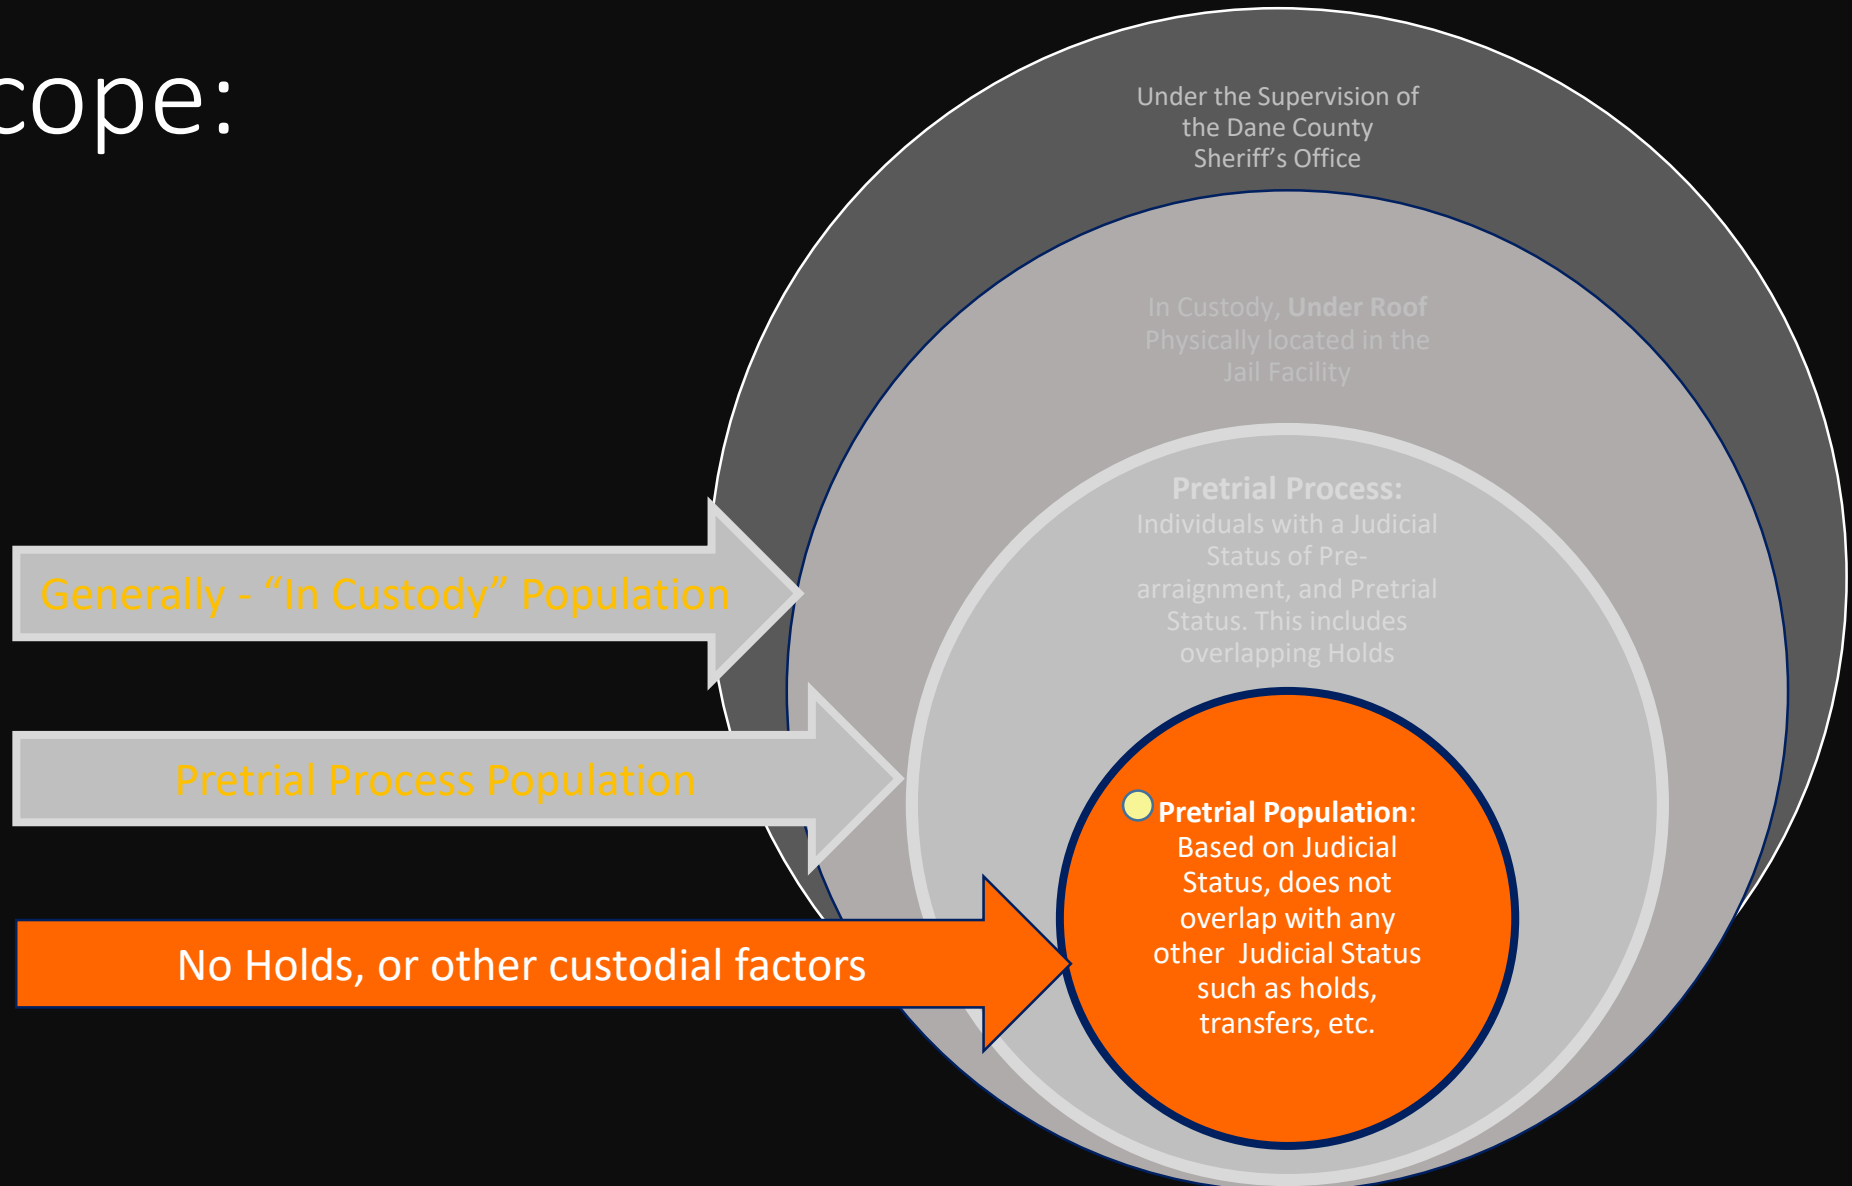 cope:
Under the Supervision of
the Dane County
Sheriff’s Office
In Custody, Under Roof
Physically located in the
Jail Facility
Pretrial Process:
Individuals with a Judicial
Status of Pre-
arraignment, and Pretrial
Status. This includes
overlapping Holds
Generally - “In Custody” Population
Pretrial Process Population
No Holds, or other custodial factors
Pretrial Population:
Based on Judicial
Status, does not
overlap with any
other  Judicial Status
such as holds,
transfers, etc.